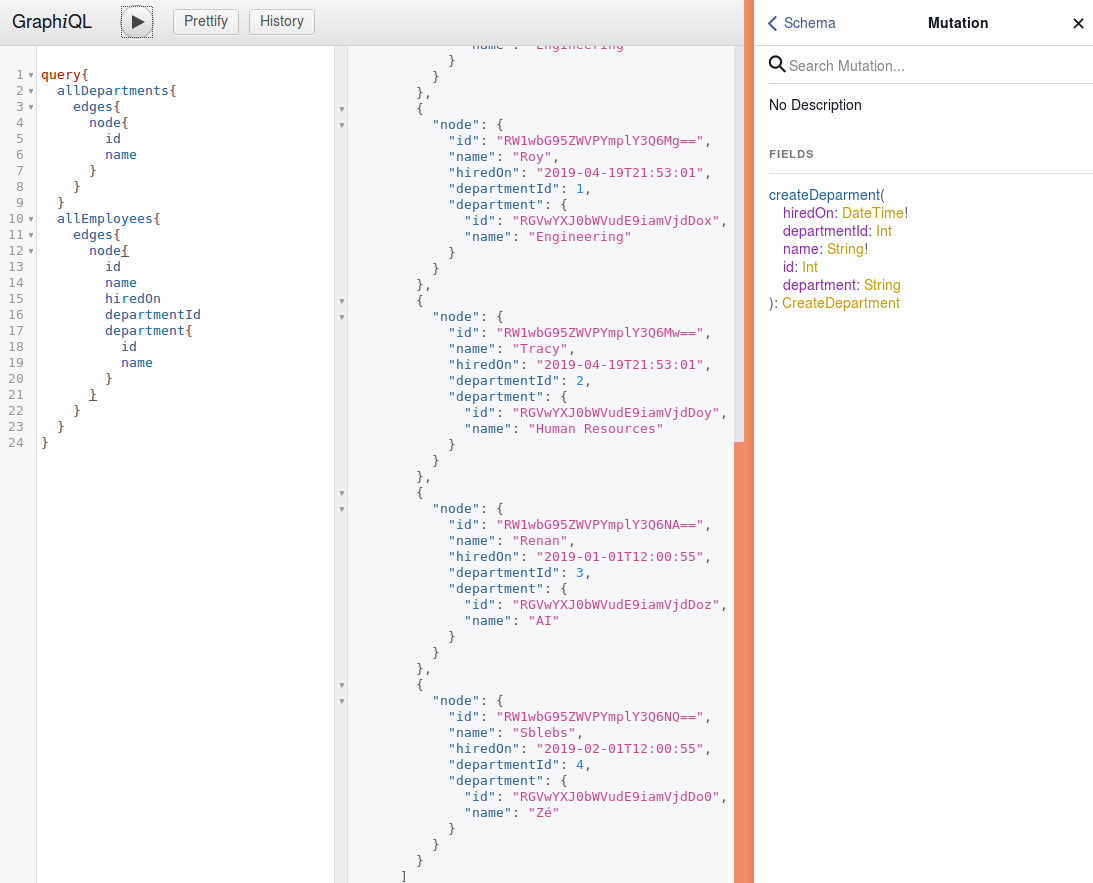 GraphiQL
Prettify
History
1 query{
2   allDepartments{
3     edges{
4       node{
5         id
6         name
7       }
8     }
9   }
10   allEmployees{
11     edges{
12       node{
13         id
14         name
15         hiredOn
16         departmentId
17         department{
18           id
19           name
20         }
21       }
22     }
23   }
24 }
"name": "Engineering"
}
}
},
{
"node": {
"id": "RW1wbG95ZWVPYmplY3Q6Mg==",
"name": "Roy",
"hiredOn": "2019-04-19T21:53:01",
"departmentId": 1,
"department": {
"id": "RGVwYXJ0bWVudE9iamVjdDox",
"name": "Engineering"
}
}
},
{
"node": {
"id": "RW1wbG95ZWVPYmplY3Q6Mw==",
"name": "Tracy",
"hiredOn": "2019-04-19T21:53:01",
"departmentId": 2,
"department": {
"id": "RGVwYXJ0bWVudE9iamVjdDoy",
"name": "Human Resources"
}
}
},
{
"node": {
"id": "RW1wbG95ZWVPYmplY3Q6NA==",
"name": "Renan",
"hiredOn": "2019-01-01T12:00:55",
"departmentId": 3,
"department": {
"id": "RGVwYXJ0bWVudE9iamVjdDoz",
"name": "AI"
}
}
},
{
"node": {
"id": "RW1wbG95ZWVPYmplY3Q6NQ==",
"name": "Sblebs",
"hiredOn": "2019-02-01T12:00:55",
"departmentId": 4,
"department": {
"id": "RGVwYXJ0bWVudE9iamVjdDo0",
"name": "Zé"
}
}
}
]
Schema
Mutation
Search Mutation...
No Description
FIELDS
createDeparment(
hiredOn: DateTime!
departmentId: Int
name: String!
id: Int
department: String
): CreateDepartment